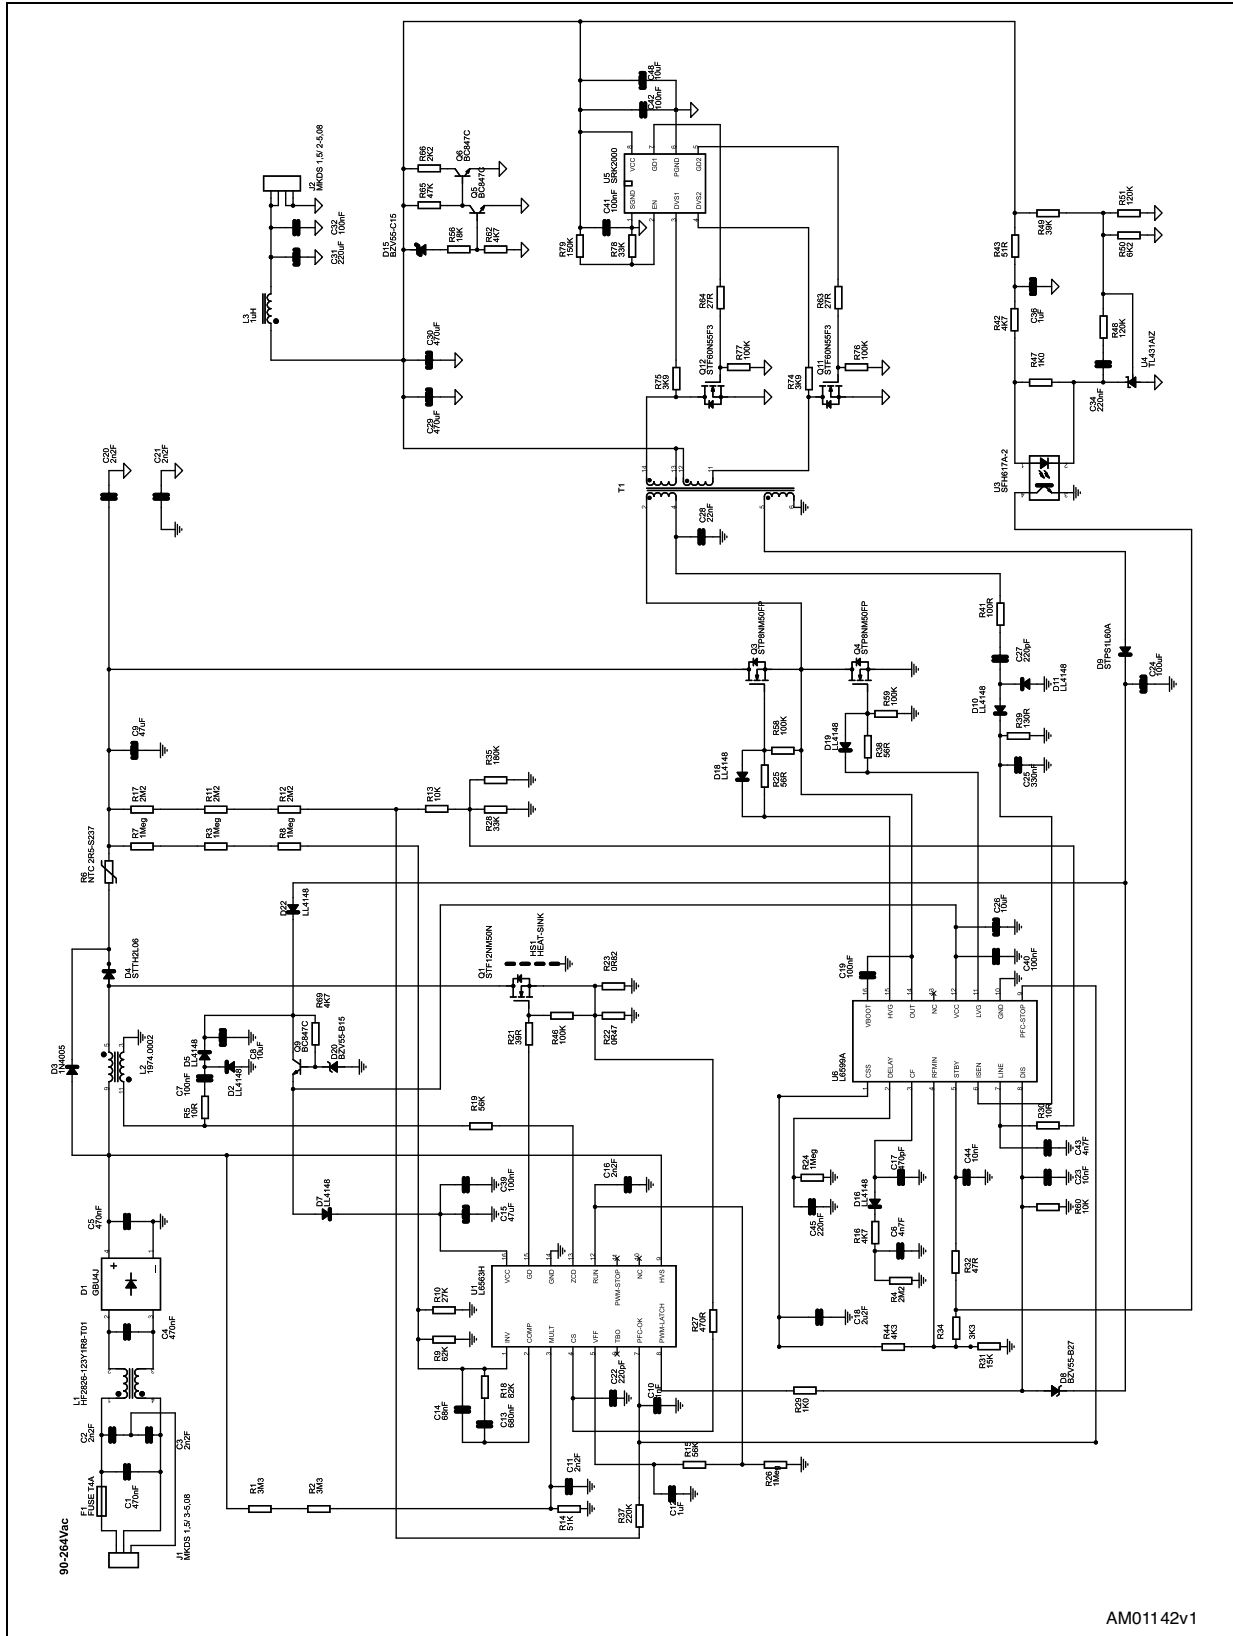 90-264Vac
J1
MKDS 1,5/ 3-5,08
F1
FUSE T4A
C1
470nF
C2
2n2F
C3
2n2F
L1
HF2826-123Y1R8-T01
C4
470nF
D1
GBU4J
C5
470nF
D3
1N4005
L2
1974.0002
D4
STTH2L06
R6
NTC 2R5-S237
R7
1Meg
R3
1Meg
R8
1Meg
R17
2M2
R11
2M2
R12
2M2
C9
47uF
C20
2n2F
C21
2n2F
R5
10R
C7
100nF
D5
LL4148
D2
LL4148
C8
10uF
Q9
BC847C
R69
4K7
D20
BZV55-B15
D22
LL4148
D7
LL4148
R19
56K
C39
100nF
C15
47uF
Q1
STF12NM50N
HS1
HEAT-SINK
R21
39R
R46
100K
R23
0R82
R22
0R47
R13
10K
R35
180K
R28
33K
R10
27K
R9
62K
U1
L6563H
INV
COMP
MULT
CS
VFF
TBO
PFC-OK
PWM-LATCH
VCC
GD
GND
ZCD
RUN
PWM-STOP
NC
HVS
C16
2n2F
R27
470R
C14
68nF
R18
82K
C13
680nF
C22
220pF
C10
1nF
C11
2n2F
R14
51K
R1
3M3
R2
3M3
R37
220K
C12
1uF
R15
56K
R26
1Meg
R29
1K0
D8
BZV55-B27
U6
L6599A
CSS
DELAY
CF
RFMIN
STBY
ISEN
LINE
DIS
VBOOT
HVG
OUT
NC
VCC
LVG
GND
PFC-STOP
C19
100nF
C26
10uF
C40
100nF
R24
1Meg
C45
220nF
D16
LL4148
C17
470pF
R16
4K7
C6
4n7F
R4
2M2
C44
10nF
R32
47R
R30
10R
C43
4n7F
C23
10nF
R60
10K
C18
2u2F
R44
4K3
R34
3K3
R31
15K
D18
LL4148
R25
56R
R58
100K
Q3
STP8NM50FP
Q4
STP8NM50FP
D19
LL4148
R38
56R
R59
100K
R41
100R
C27
220pF
D10
LL4148
D11
LL4148
R39
130R
C25
330nF
D9
STPS1L60A
C24
100uF
T1
C28
22nF
C29
470uF
C30
470uF
L3
1uH
C31
220uF
C32
100nF
J2
MKDS 1,5/ 2-5,08
D15
BZV55-C15
R56
18K
R62
4K7
R65
47K
R66
2K2
Q5
BC847C
Q6
BC847C
R79
150K
R78
33K
C41
100nF
U5
SRK2000
SGND
EN
DVS1
DVS2
VCC
GD1
PGND
GD2
C42
100nF
C48
10uF
R64
27R
R63
27R
R75
3K9
R74
3K9
Q12
STF60N55F3
R77
100K
Q11
STF60N55F3
R76
100K
U3
SFH617A-2
R47
1K0
R42
4K7
R43
51R
C36
1uF
C34
220nF
R48
120K
U4
TL431AIZ
R49
39K
R50
6K2
R51
120K
AM01142v1